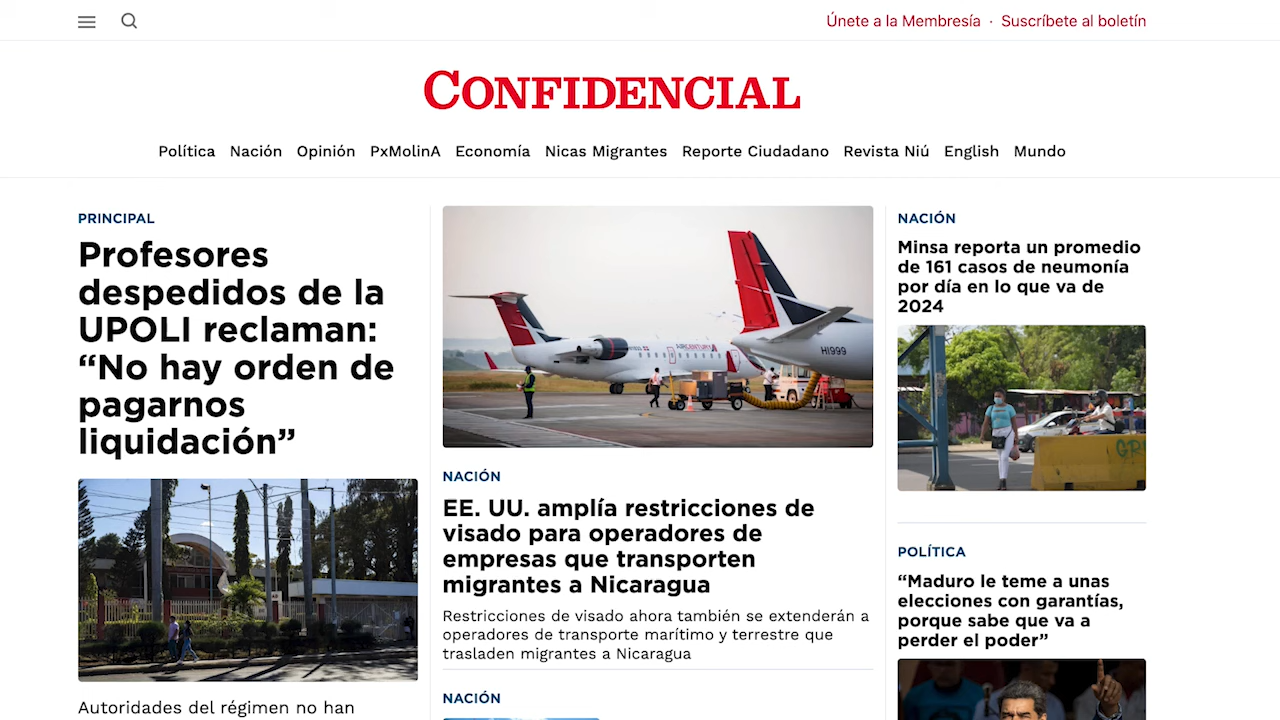 Únete a la Membresía · Suscríbete al boletín
CONFIDENCIAL
Política Nación Opinión PxMolinA Economía Nicas Migrantes Reporte Ciudadano Revista Niú English Mundo
PRINCIPAL
Profesores
despedidos de la
UPOLI reclaman:
“No hay orden de
pagarnos
liquidación”
Autoridades del régimen no han
AIRCENTURY
HI999
NACIÓN
EE. UU. amplía restricciones de
visado para operadores de
empresas que transporten
migrantes a Nicaragua
Restricciones de visado ahora también se extenderán a
operadores de transporte marítimo y terrestre que
trasladen migrantes a Nicaragua
NACIÓN
NACIÓN
Minsa reporta un promedio
de 161 casos de neumonía
por día en lo que va de
2024
POLÍTICA
“Maduro le teme a unas
elecciones con garantías,
porque sabe que va a
perder el poder”